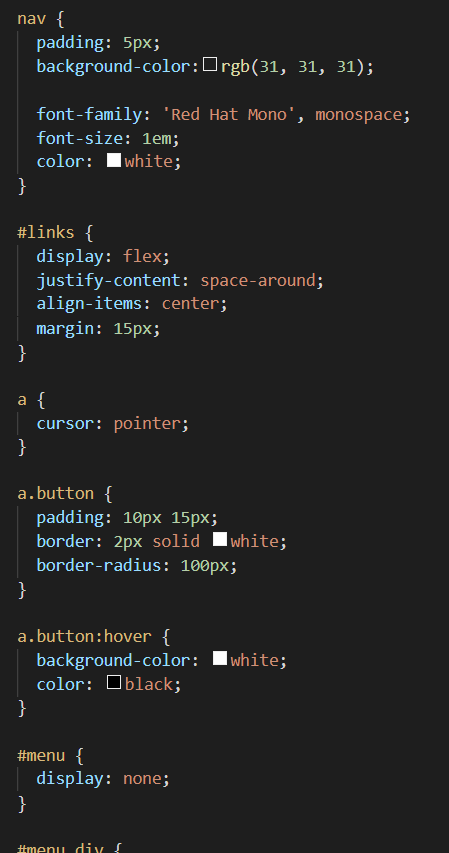 nav {
padding: 5px;
background-color: rgb(31, 31, 31);
font-family: 'Red Hat Mono', monospace;
font-size: 1em;
color: white;
}
#links {
display: flex;
justify-content: space-around;
align-items: center;
margin: 15px;
}
a {
cursor: pointer;
}
a.button {
padding: 10px 15px;
border: 2px solid white;
border-radius: 100px;
}
a.button:hover {
background-color: white;
color: black;
}
#menu {
display: none;
}
#menu div {